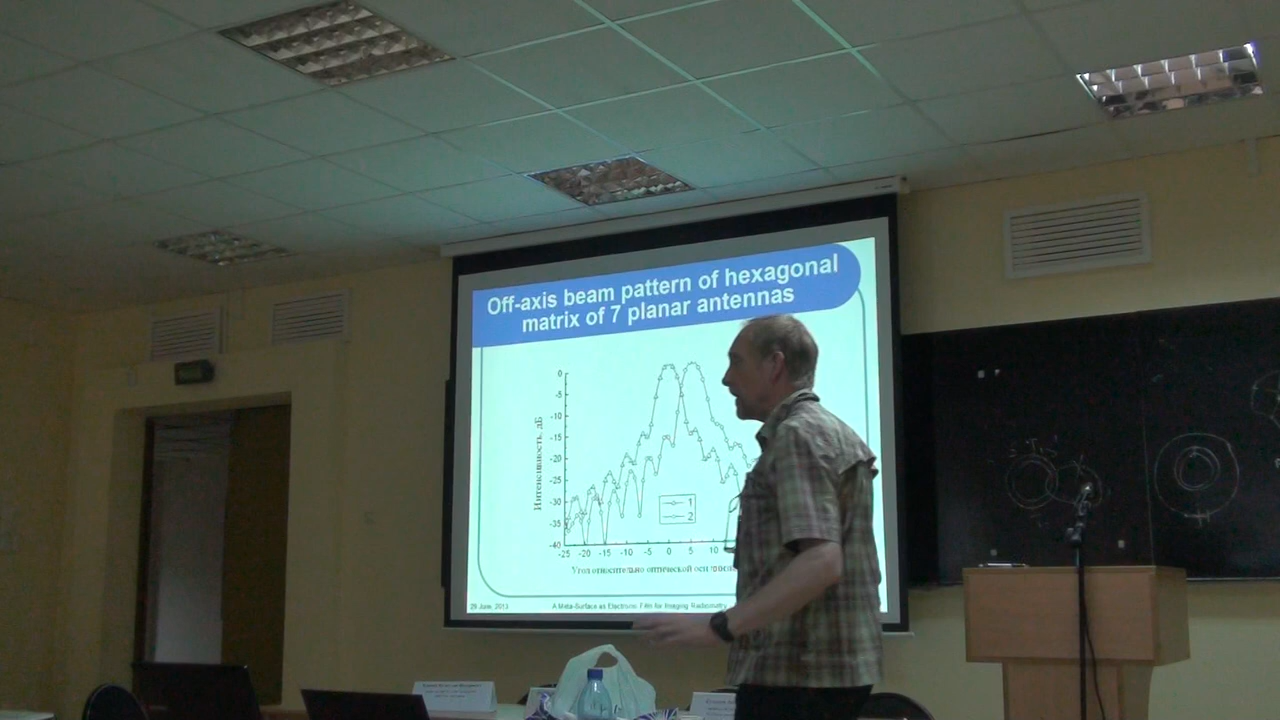 Off-axis beam pattern of hexagonal
matrix of 7 planar antennas
0
-5
-10
-15
-20
-25
-30
-35
-40
Интенсивность, дБ
1
2
-25 -20 -15 -10 -5 0 5 10
Угол относительно оптической оси
29 June, 2013
A Meta-Surface as Electronic Film for Imaging Radiometry